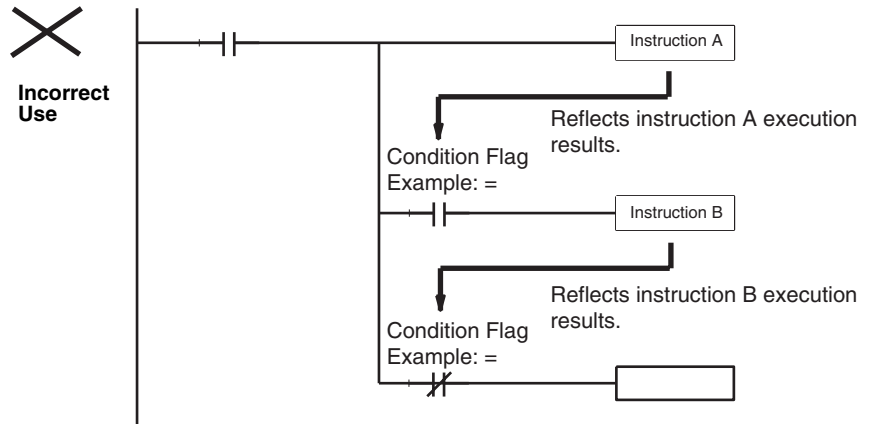 Incorrect
Use
Instruction A
Reflects instruction A execution
results.
Condition Flag
Example: =
Instruction B
Reflects instruction B execution
results.
Condition Flag
Example: =